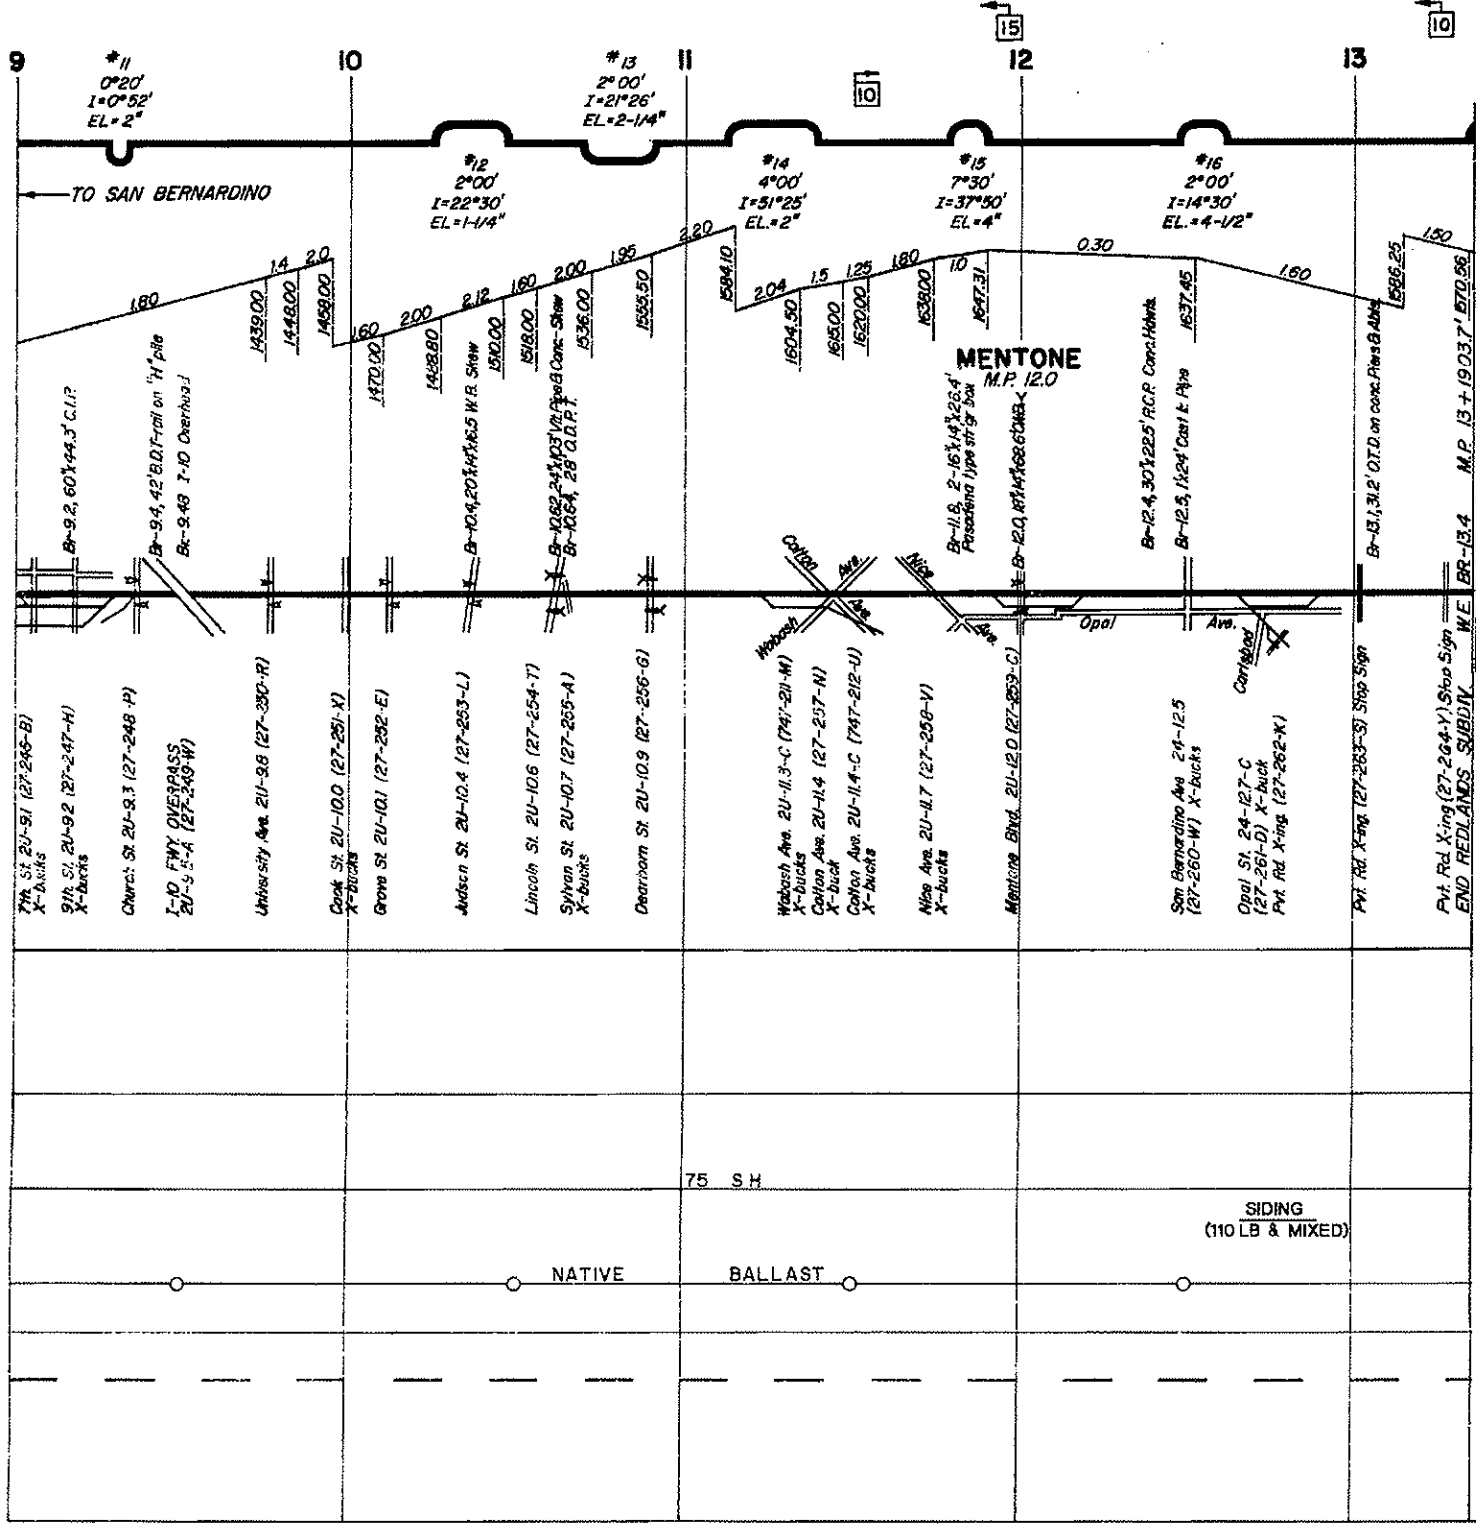 15
10
9
10
11
12
13
#11
0°20'
I=0°52'
EL=2"
#13
2°00'
I=21°26'
EL=2-1/4"
10
#12
2°00'
I=22°30'
EL=1-1/4"
#14
4°00'
I=51°25'
EL.=2"
#15
7°30'
I=37°50'
EL=4"
#16
2°00'
I=14°30'
EL.=4-1/2"
TO SAN BERNARDINO
1.80
1.4
2.0
1.60
2.00
2.12
1.60
2.00
1.95
2.20
2.04
1.5
1.25
1.80
1.0
0.30
1.60
1.50
1439.00
1448.00
1458.00
1470.00
1488.80
1510.00
1518.00
1536.00
1555.50
1584.10
1604.50
1615.00
1620.00
1638.00
1647.31
1637.45
1586.25
1570.56
MENTONE
M.P. 12.0
Br-9.2, 60"x44.3' C.I.P.
Br-9.4, 42' B.D.T-rail on "H" pile
Br-9.48 I-10 Overhead
Br-10.4, 20"x14"x16.5 W.B. Skew
Br-10.62, 24"x103' Vit. Pipe & Conc. Skew
Br-10.64, 28' O.D.P.T.
Br-11.8, 2-16"x14"x26.4'
Pasadena type str'gr box
Br-12.0,
Br-12.4, 30"x22.5' R.C.P. Conc. Hdwls.
Br-12.5, 1'x24' Cast Ir. Pipe
Br-13.1, 31.2' O.T.D. on conc. Piers & Abts.
M.P. 13 + 1903.7'
WE BR-13.4
Colton
Ave.
Wabash
Ave.
Nice
Ave.
Opal
Ave.
Carlsbad
7th. St. 2U-9.1 (27-246-B)
X-bucks
9th. St. 2U-9.2 (27-247-H)
X-bucks
Church St. 2U-9.3 (27-248-P)
I-10 FWY. OVERPASS
2U-9.5-A (27-249-W)
University Ave. 2U-9.8 (27-250-R)
Cook St. 2U-10.0 (27-251-X)
X-bucks
Grove St. 2U-10.1 (27-252-E)
Judson St. 2U-10.4 (27-253-L)
Lincoln St. 2U-10.6 (27-254-T)
Sylvan St. 2U-10.7 (27-255-A)
X-bucks
Dearborn St. 2U-10.9 (27-256-G)
Wabash Ave. 2U-11.3-C (747-211-M)
X-bucks
Colton Ave. 2U-11.4 (27-257-N)
X-buck
Colton Ave. 2U-11.4-C (747-212-U)
X-bucks
Nice Ave. 2U-11.7 (27-258-V)
X-bucks
Mentone Blvd. 2U-12.0 (27-259-C)
San Bernardino Ave 24-12.5
(27-260-W) X-bucks
Opal St. 24-12.7-C
(27-261-D) X-buck
Pvt. Rd. X-ing. (27-262-K)
Pvt. Rd. X-ing. (27-263-S) Stop Sign
Pvt. Rd. X-ing (27-264-Y) Stop Sign
END REDLANDS SUBDIV.
75 SH
SIDING
(110 LB & MIXED)
NATIVE BALLAST